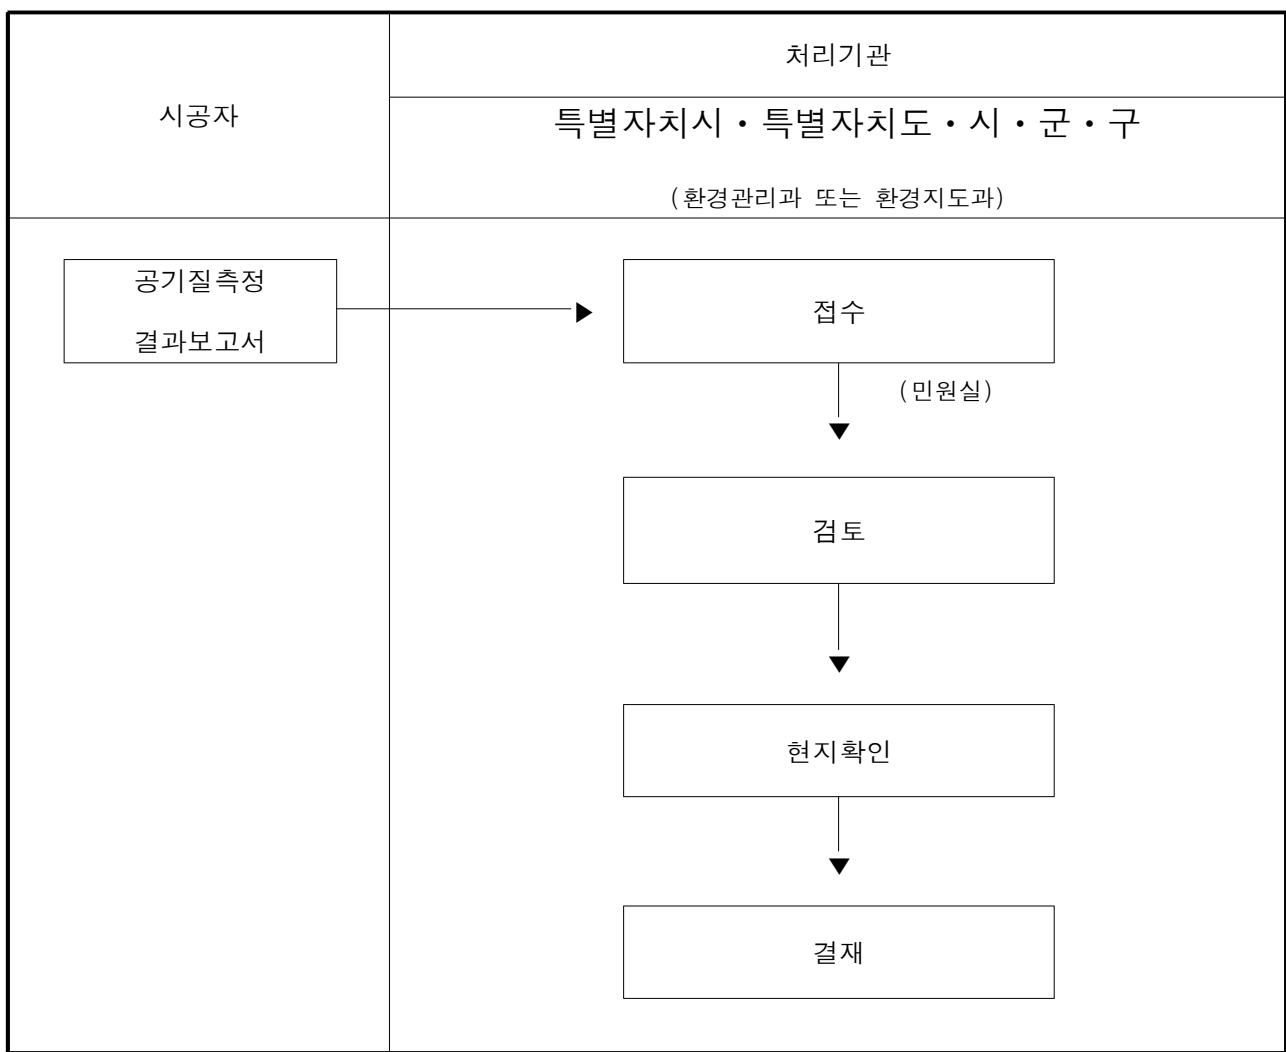 시공자
처리기관
특별자치시・특별자치도・시・군・구
(환경관리과 또는 환경지도과)
공기질측정
결과보고서
접수
(민원실)
검토
현지확인
결재